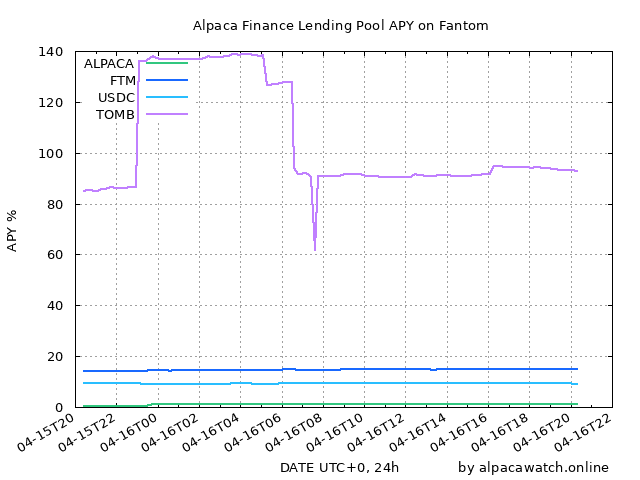 Alpaca Finance Lending Pool APY on Fantom
140
120
100
80
60
40
20
0
APY %
ALPACA
FTM
USDC
TOMB
04-15T20
04-15T22
04-16T00
04-16T02
04-16T04
04-16T06
04-16T08
04-16T10
04-16T12
04-16T14
04-16T16
04-16T18
04-16T20
04-16T22
DATE UTC+0, 24h
by alpacawatch.online